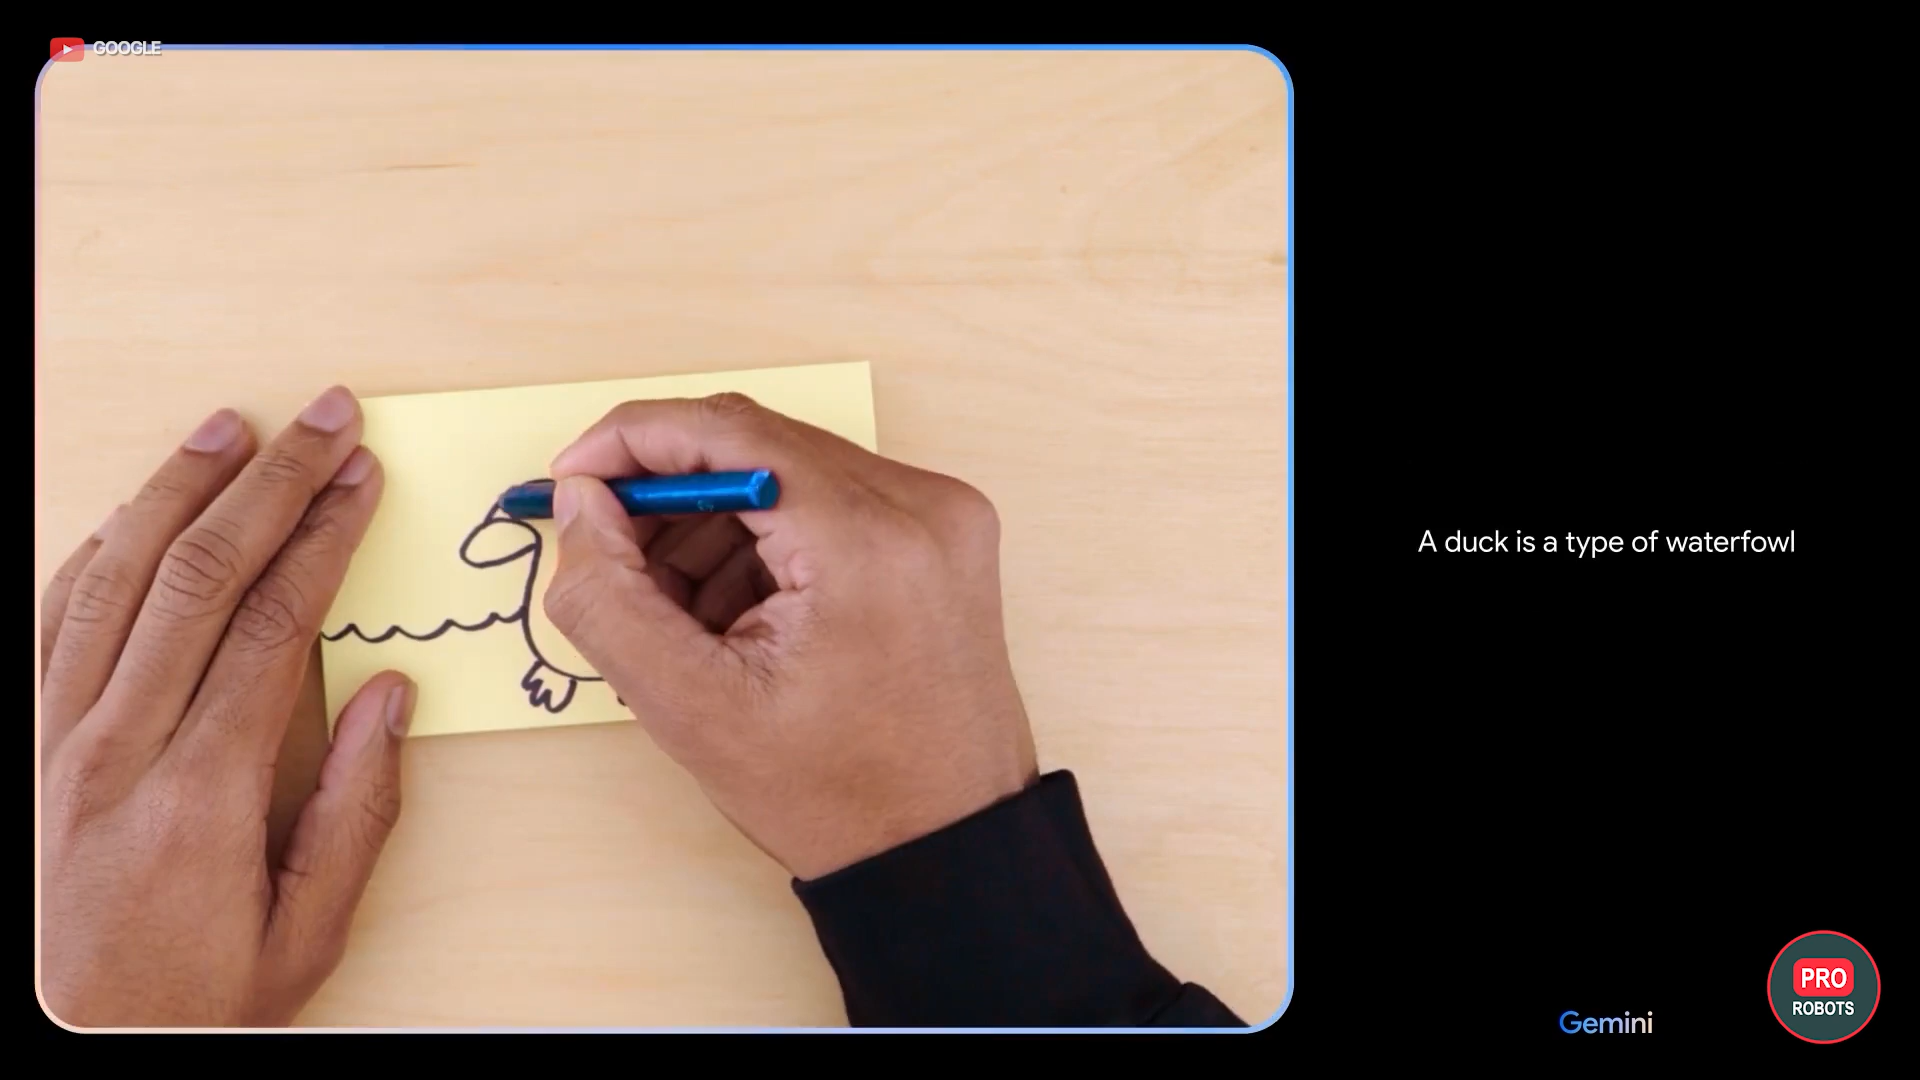 GOOGLE
A duck is a type of waterfowl
Gemini
PRO
ROBOTS